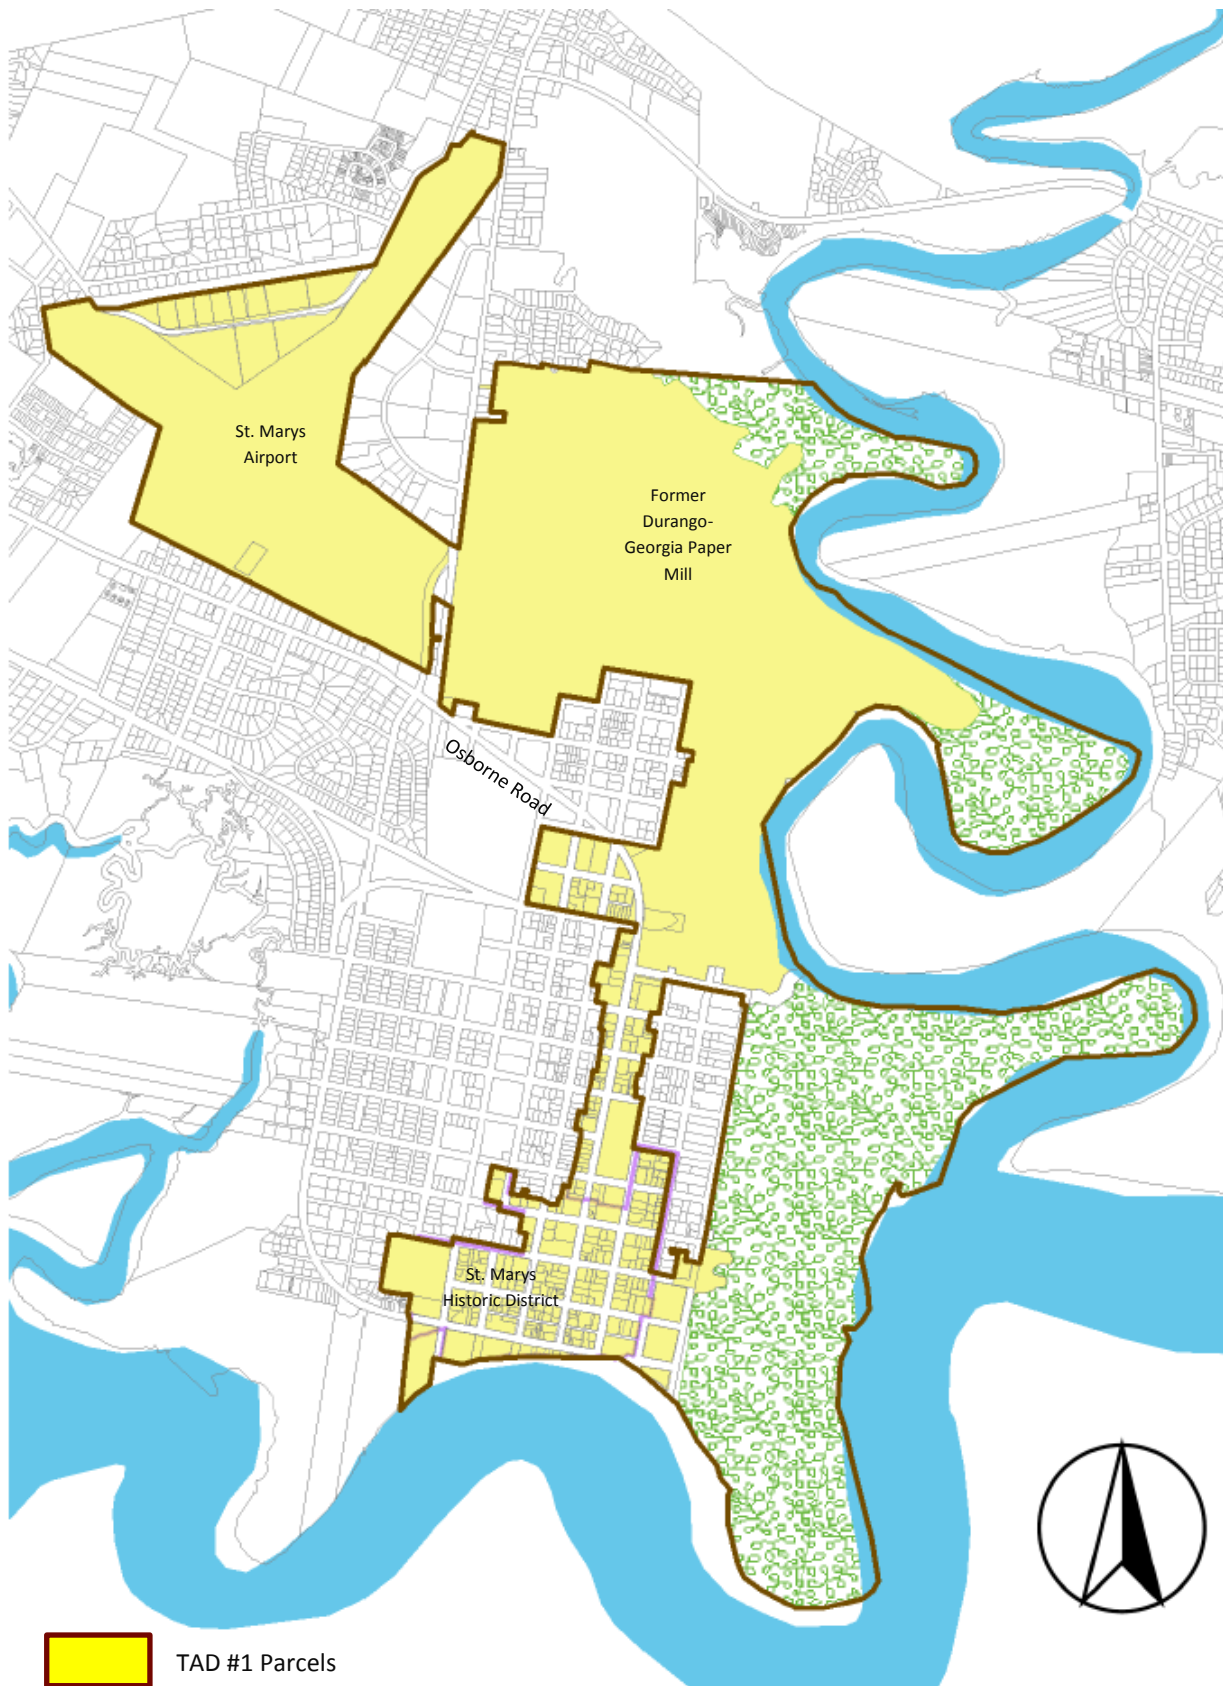 St. Marys
Airport
Former
Durango-
Georgia Paper
Mill
Osborne Road
St. Marys
Historic District
TAD #1 Parcels